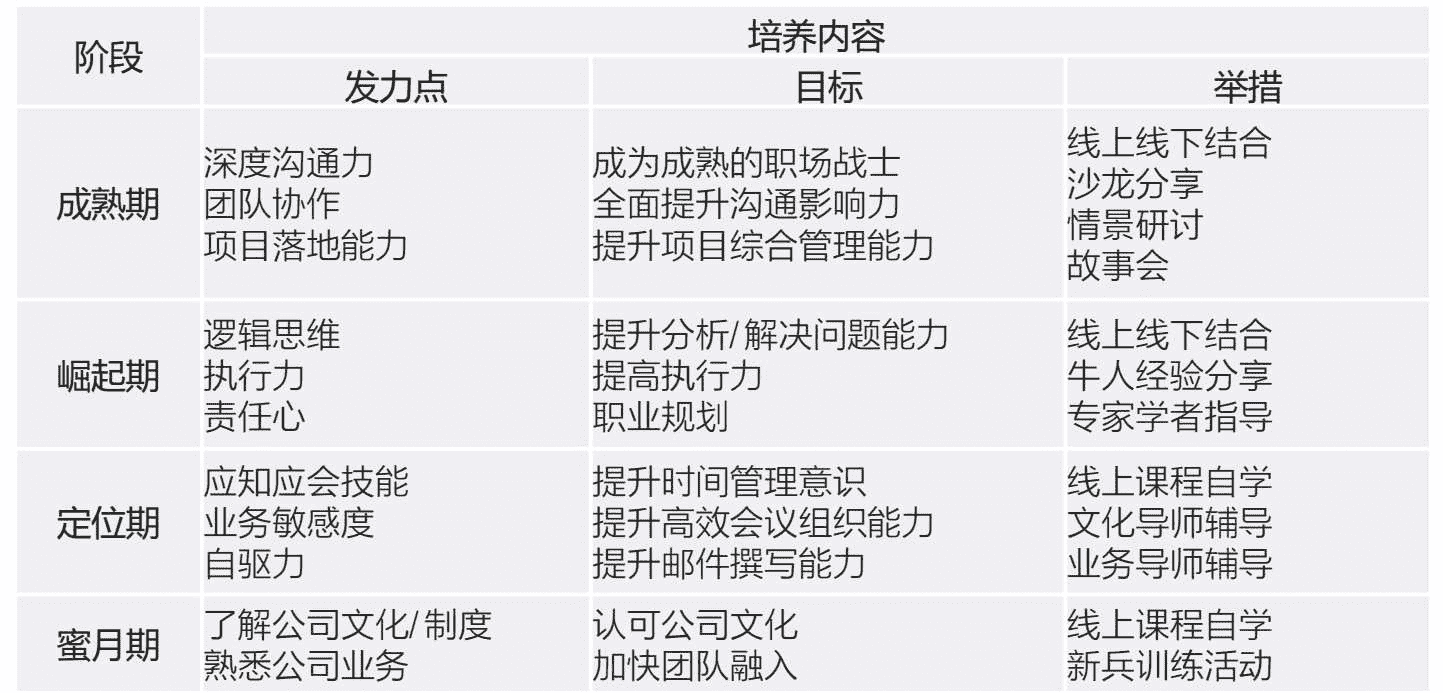 阶段
培养内容
发力点
目标
举措
成熟期
深度沟通力
团队协作
项目落地能力
成为成熟的职场战士
全面提升沟通影响力
提升项目综合管理能力
线上线下结合
沙龙分享
情景研讨
故事会
崛起期
逻辑思维
执行力
责任心
提升分析/解决问题能力
提高执行力
职业规划
线上线下结合
牛人经验分享
专家学者指导
定位期
应知应会技能
业务敏感度
自驱力
提升时间管理意识
提升高效会议组织能力
提升邮件撰写能力
线上课程自学
文化导师辅导
业务导师辅导
蜜月期
了解公司文化/制度
熟悉公司业务
认可公司文化
加快团队融入
线上课程自学
新兵训练活动